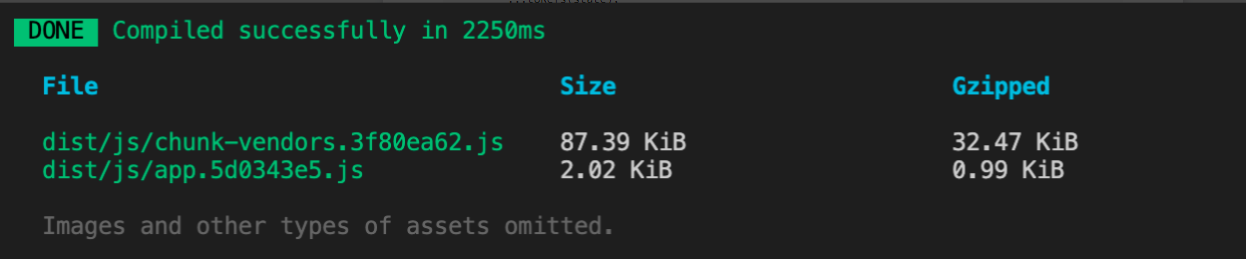 DONE Compiled successfully in 2250ms
File Size Gzipped
dist/js/chunk-vendors.3f80ea62.js 87.39 KiB 32.47 KiB
dist/js/app.5d0343e5.js 2.02 KiB 0.99 KiB
Images and other types of assets omitted.